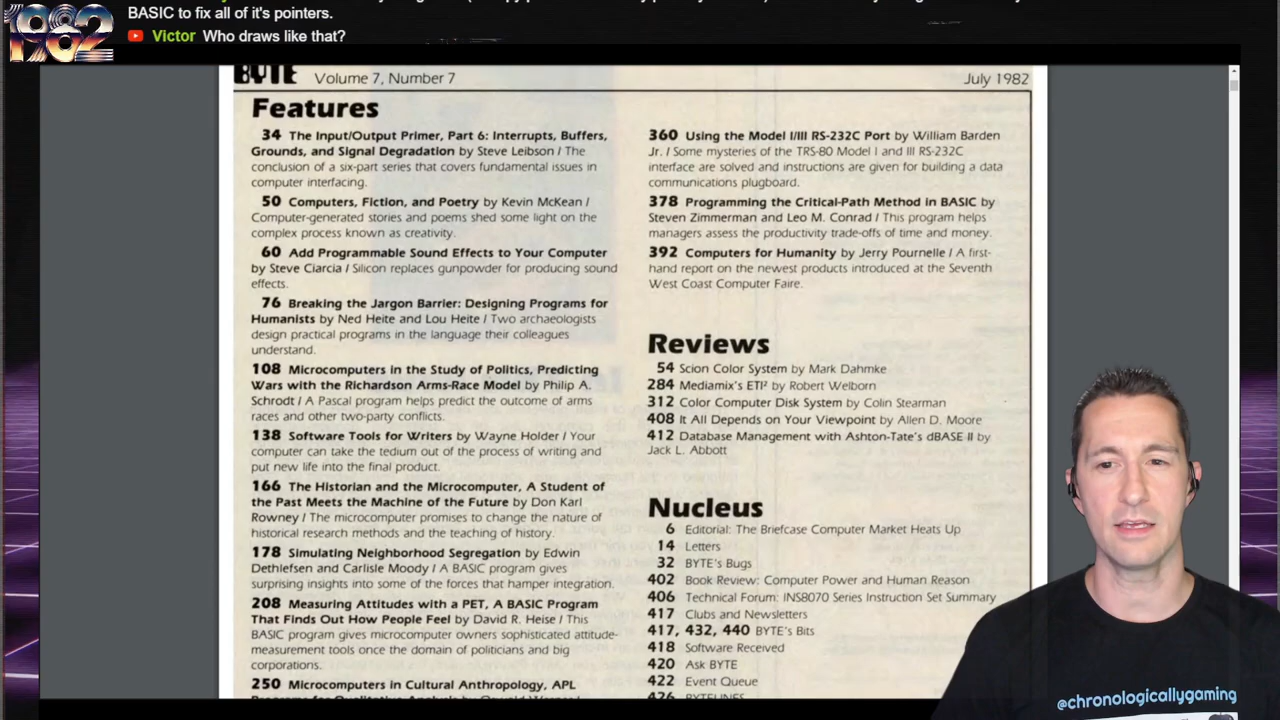 1982
BASIC to fix all of it's pointers.
Victor Who draws like that?
BYTE Volume 7, Number 7 July 1982
Features
34 The Input/Output Primer, Part 6: Interrupts, Buffers,
Grounds, and Signal Degradation by Steve Leibson / The
conclusion of a six-part series that covers fundamental issues in
computer interfacing.
50 Computers, Fiction, and Poetry by Kevin McKean /
Computer-generated stories and poems shed some light on the
complex process known as creativity.
60 Add Programmable Sound Effects to Your Computer
by Steve Ciarcia / Silicon replaces gunpowder for producing sound
effects.
76 Breaking the Jargon Barrier: Designing Programs for
Humanists by Ned Heite and Lou Heite / Two archaeologists
design practical programs in the language their colleagues
understand.
108 Microcomputers in the Study of Politics, Predicting
Wars with the Richardson Arms-Race Model by Philip A.
Schrodt / A Pascal program helps predict the outcome of arms
races and other two-party conflicts.
138 Software Tools for Writers by Wayne Holder / Your
computer can take the tedium out of the process of writing and
put new life into the final product.
166 The Historian and the Microcomputer, A Student of
the Past Meets the Machine of the Future by Don Karl
Rowney / The microcomputer promises to change the nature of
historical research methods and the teaching of history.
178 Simulating Neighborhood Segregation by Edwin
Dethlefsen and Carlisle Moody / A BASIC program gives
surprising insights into some of the forces that hamper integration.
208 Measuring Attitudes with a PET, A BASIC Program
That Finds Out How People Feel by David R. Heise / This
BASIC program gives microcomputer owners sophisticated attitude-
measurement tools once the domain of politicians and big
corporations.
250 Microcomputers in Cultural Anthropology, APL
360 Using the Model I/III RS-232C Port by William Barden
Jr. / Some mysteries of the TRS-80 Model I and III RS-232C
interface are solved and instructions are given for building a data
communications plugboard.
378 Programming the Critical-Path Method in BASIC by
Steven Zimmerman and Leo M. Conrad / This program helps
managers assess the productivity trade-offs of time and money.
392 Computers for Humanity by Jerry Pournelle / A first-
hand report on the newest products introduced at the Seventh
West Coast Computer Faire.
Reviews
54 Scion Color System by Mark Dahmke
284 Mediamix's ETI² by Robert Welborn
312 Color Computer Disk System by Colin Stearman
408 It All Depends on Your Viewpoint by Allen D. Moore
412 Database Management with Ashton-Tate's dBASE II by
Jack L. Abbott
Nucleus
6 Editorial: The Briefcase Computer Market Heats Up
14 Letters
32 BYTE's Bugs
402 Book Review: Computer Power and Human Reason
406 Technical Forum: INS8070 Series Instruction Set Summary
417 Clubs and Newsletters
417, 432, 440 BYTE's Bits
418 Software Received
420 Ask BYTE
422 Event Queue
426 BYTELINES
@chronologicallygaming